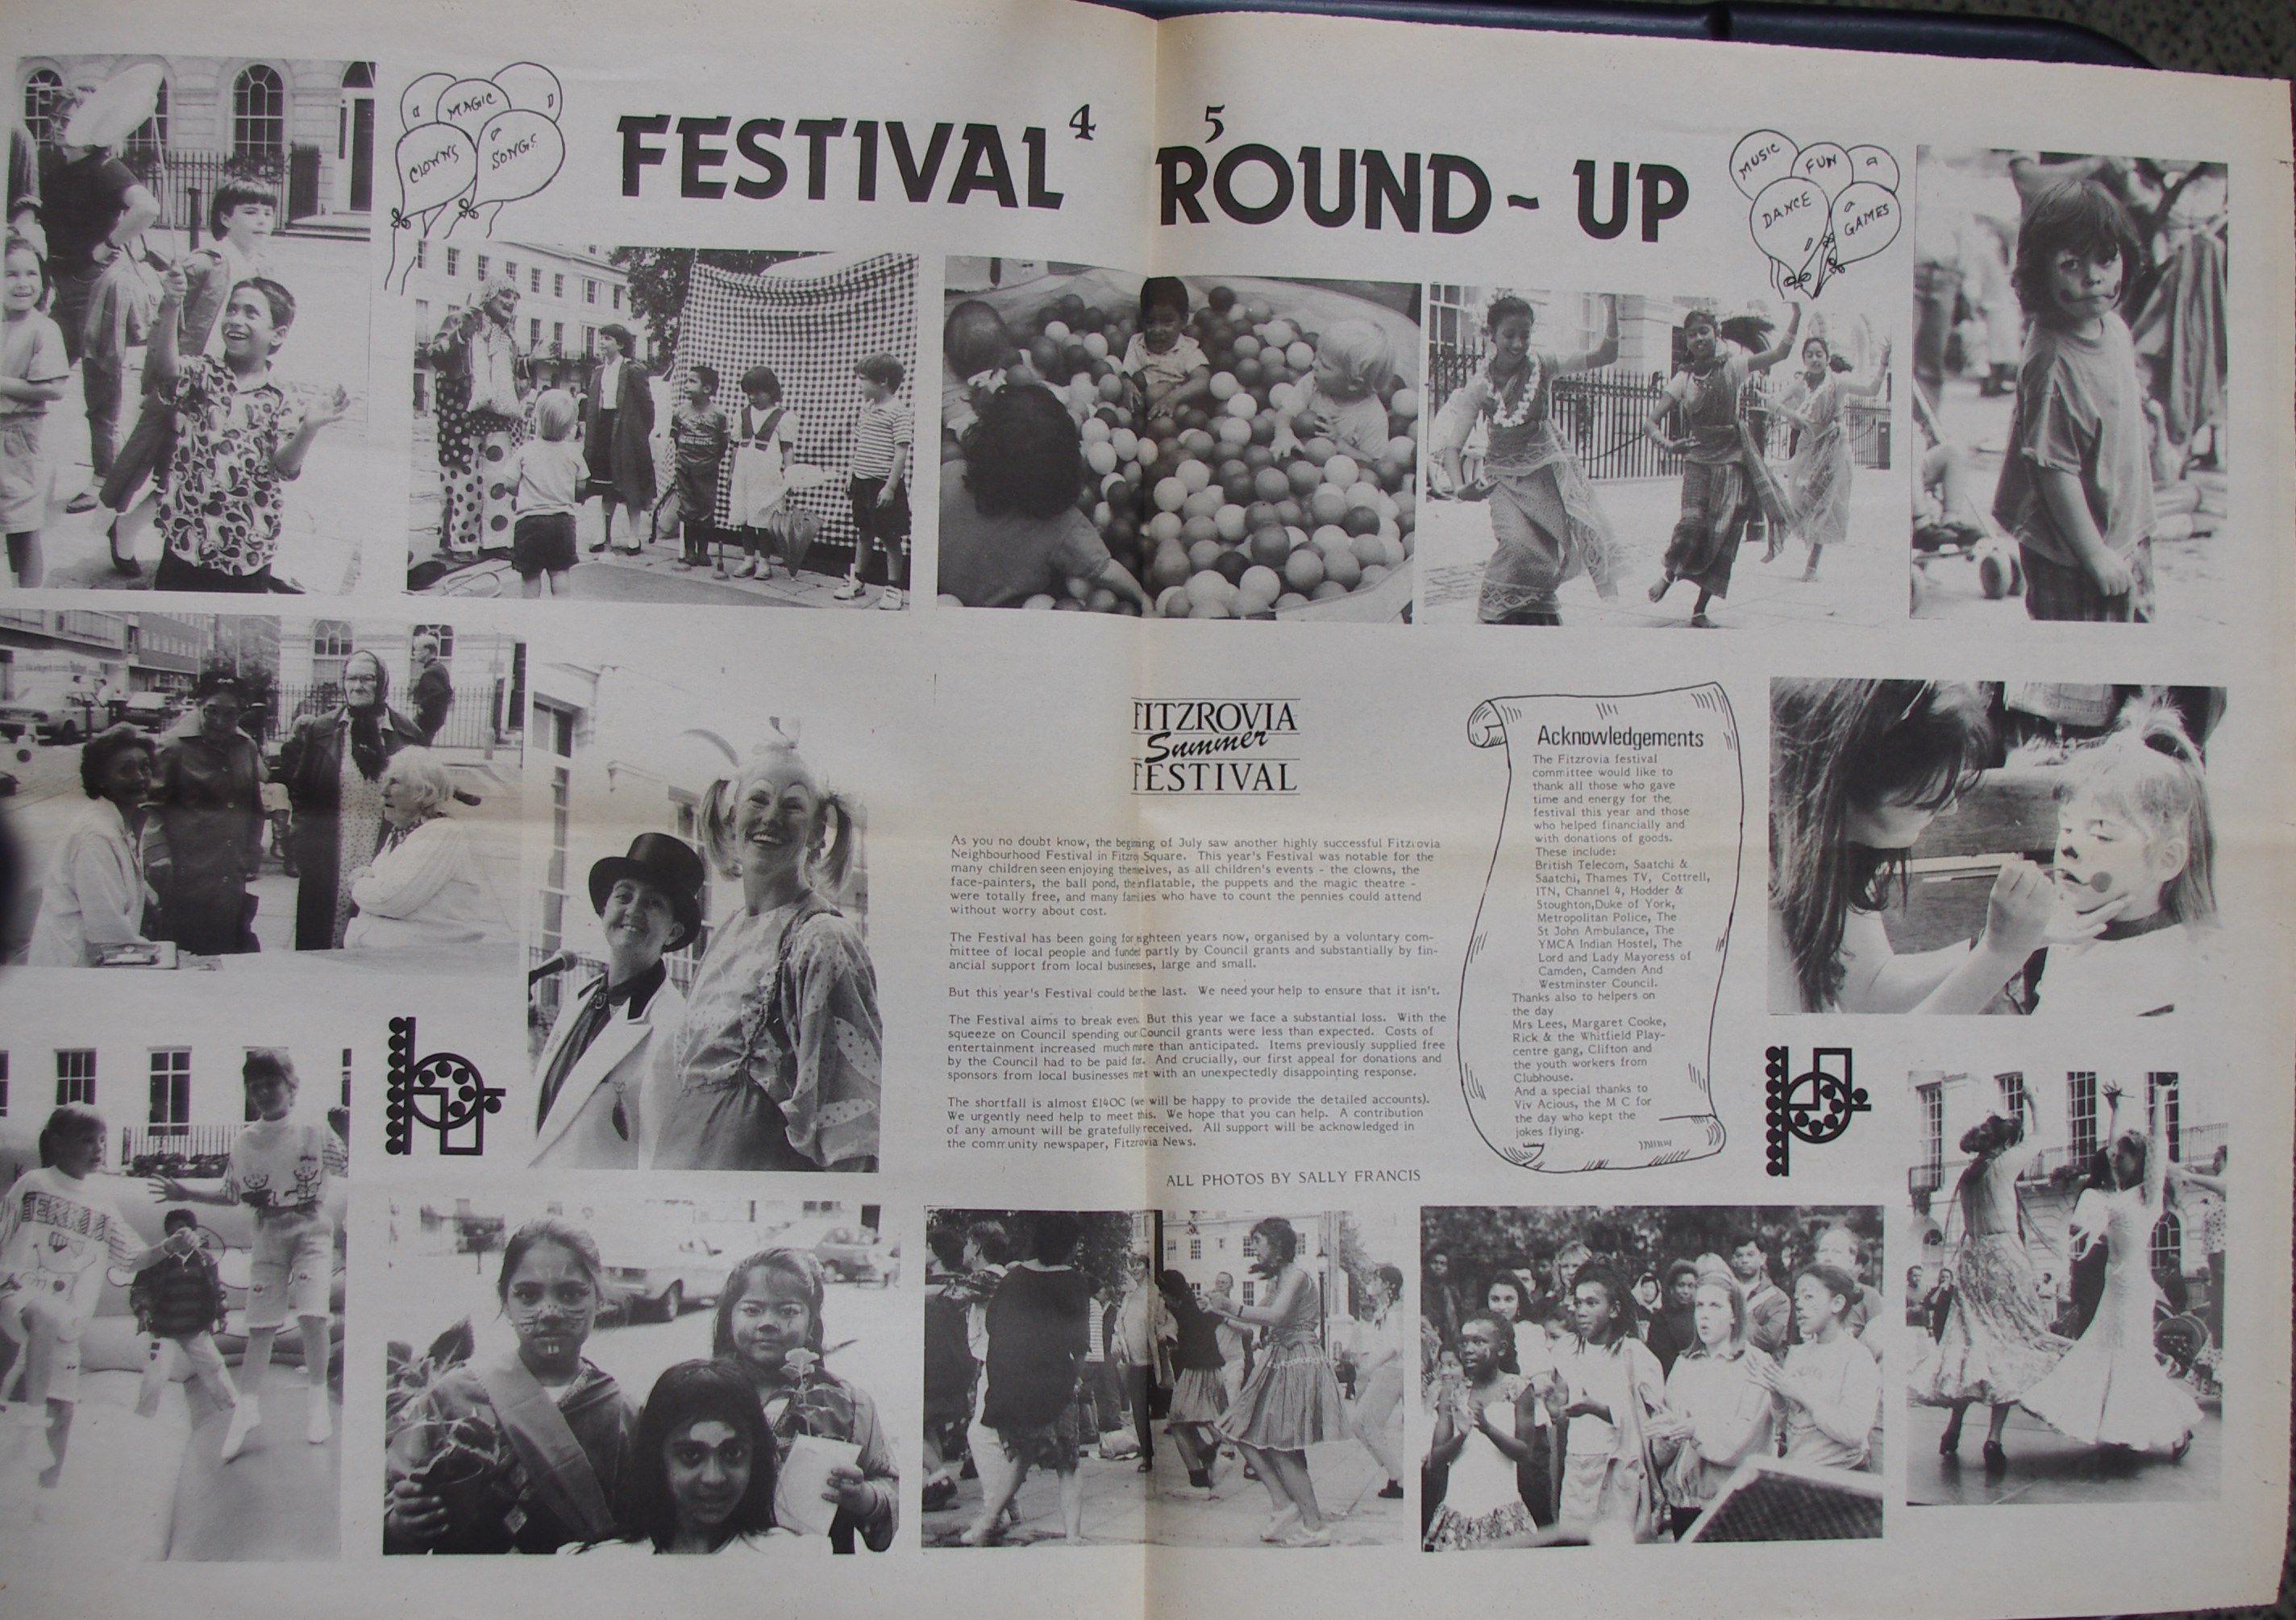 MAGIC
CLOWNS
SONGS
4
5
FESTIVAL ROUND-UP
MUSIC
FUN
DANCE
GAMES
FITZROVIA
Summer
FESTIVAL
As you no doubt know, the begining of July saw another highly successful Fitzrovia
Neighbourhood Festival in Fitzro Square. This year's Festival was notable for the
many children seen enjoying themselves, as all children's events - the clowns, the
face-painters, the ball pond, the inflatable, the puppets and the magic theatre -
were totally free, and many families who have to count the pennies could attend
without worry about cost.
The Festival has been going for eighteen years now, organised by a voluntary com-
mittee of local people and funded partly by Council grants and substantially by fin-
ancial support from local businesses, large and small.
But this year's Festival could be the last. We need your help to ensure that it isn't.
The Festival aims to break even. But this year we face a substantial loss. With the
squeeze on Council spending our Council grants were less than expected. Costs of
entertainment increased much more than anticipated. Items previously supplied free
by the Council had to be paid for. And crucially, our first appeal for donations and
sponsors from local businesses met with an unexpectedly disappointing response.
The shortfall is almost £1400 (we will be happy to provide the detailed accounts).
We urgently need help to meet this. We hope that you can help. A contribution
of any amount will be gratefully received. All support will be acknowledged in
the community newspaper, Fitzrovia News.
ALL PHOTOS BY SALLY FRANCIS
Acknowledgements
The Fitzrovia festival
committee would like to
thank all those who gave
time and energy for the
festival this year and those
who helped financially and
with donations of goods.
These include:
British Telecom, Saatchi &
Saatchi, Thames TV, Cottrell,
ITN, Channel 4, Hodder &
Stoughton,Duke of York,
Metropolitan Police, The
St John Ambulance, The
YMCA Indian Hostel, The
Lord and Lady Mayoress of
Camden, Camden And
Westminster Council.
Thanks also to helpers on
the day
Mrs Lees, Margaret Cooke,
Rick & the Whitfield Play-
centre gang, Clifton and
the youth workers from
Clubhouse.
And a special thanks to
Viv Acious, the M C for
the day who kept the
jokes flying.